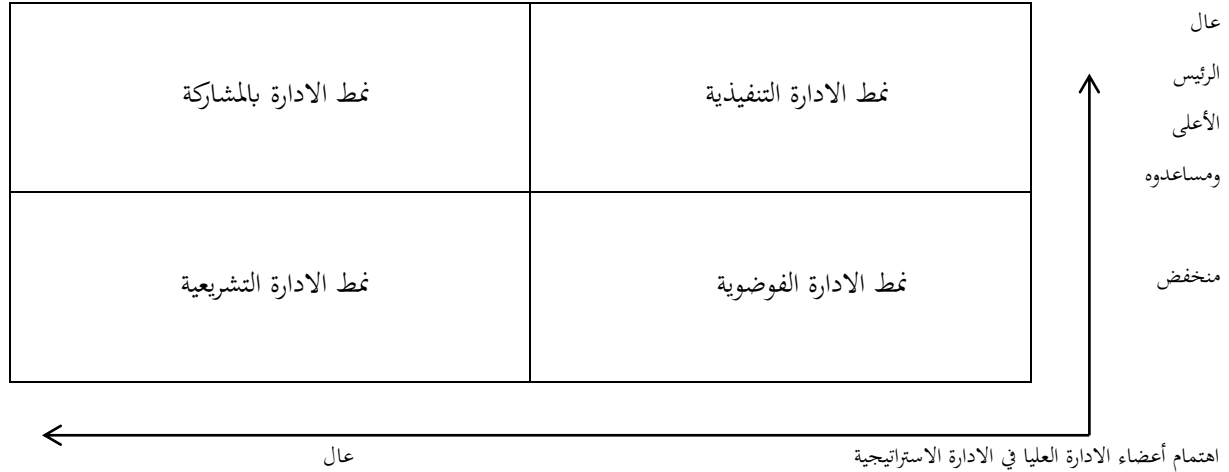 عال
الرئيس
الأعلى
ومساعدوه
منخفض
نمط الادارة التنفيذية
نمط الادارة بالمشاركة
نمط الادارة الفوضوية
نمط الادارة التشريعية
اهتمام أعضاء الادارة العليا في الادارة الاستراتيجية
عال